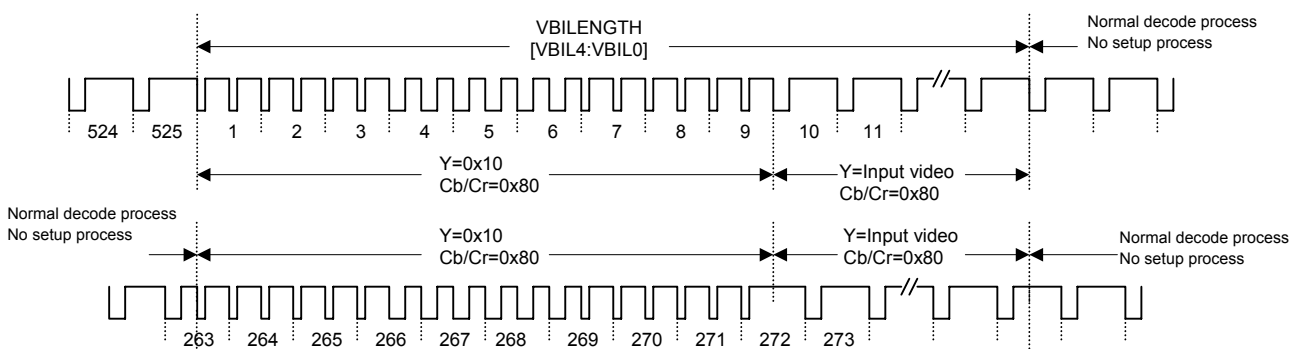 VBILENGTH
[VBIL4:VBIL0]
Normal decode process
No setup process
524 525 1 2 3 4 5 6 7 8 9 10 11
Y=0x10
Cb/Cr=0x80
Y=Input video
Cb/Cr=0x80
Normal decode process
No setup process
Y=0x10
Cb/Cr=0x80
Y=Input video
Cb/Cr=0x80
Normal decode process
No setup process
263 264 265 266 267 268 269 270 271 272 273